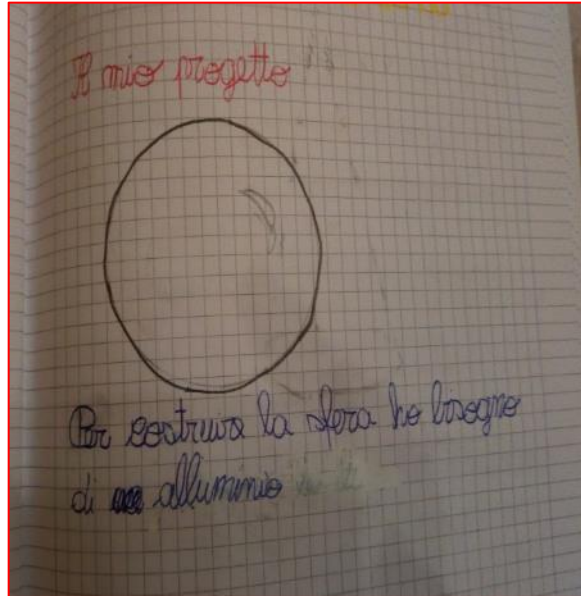 Il mio progetto
Per costruire la sfera ho bisogno
di alluminio